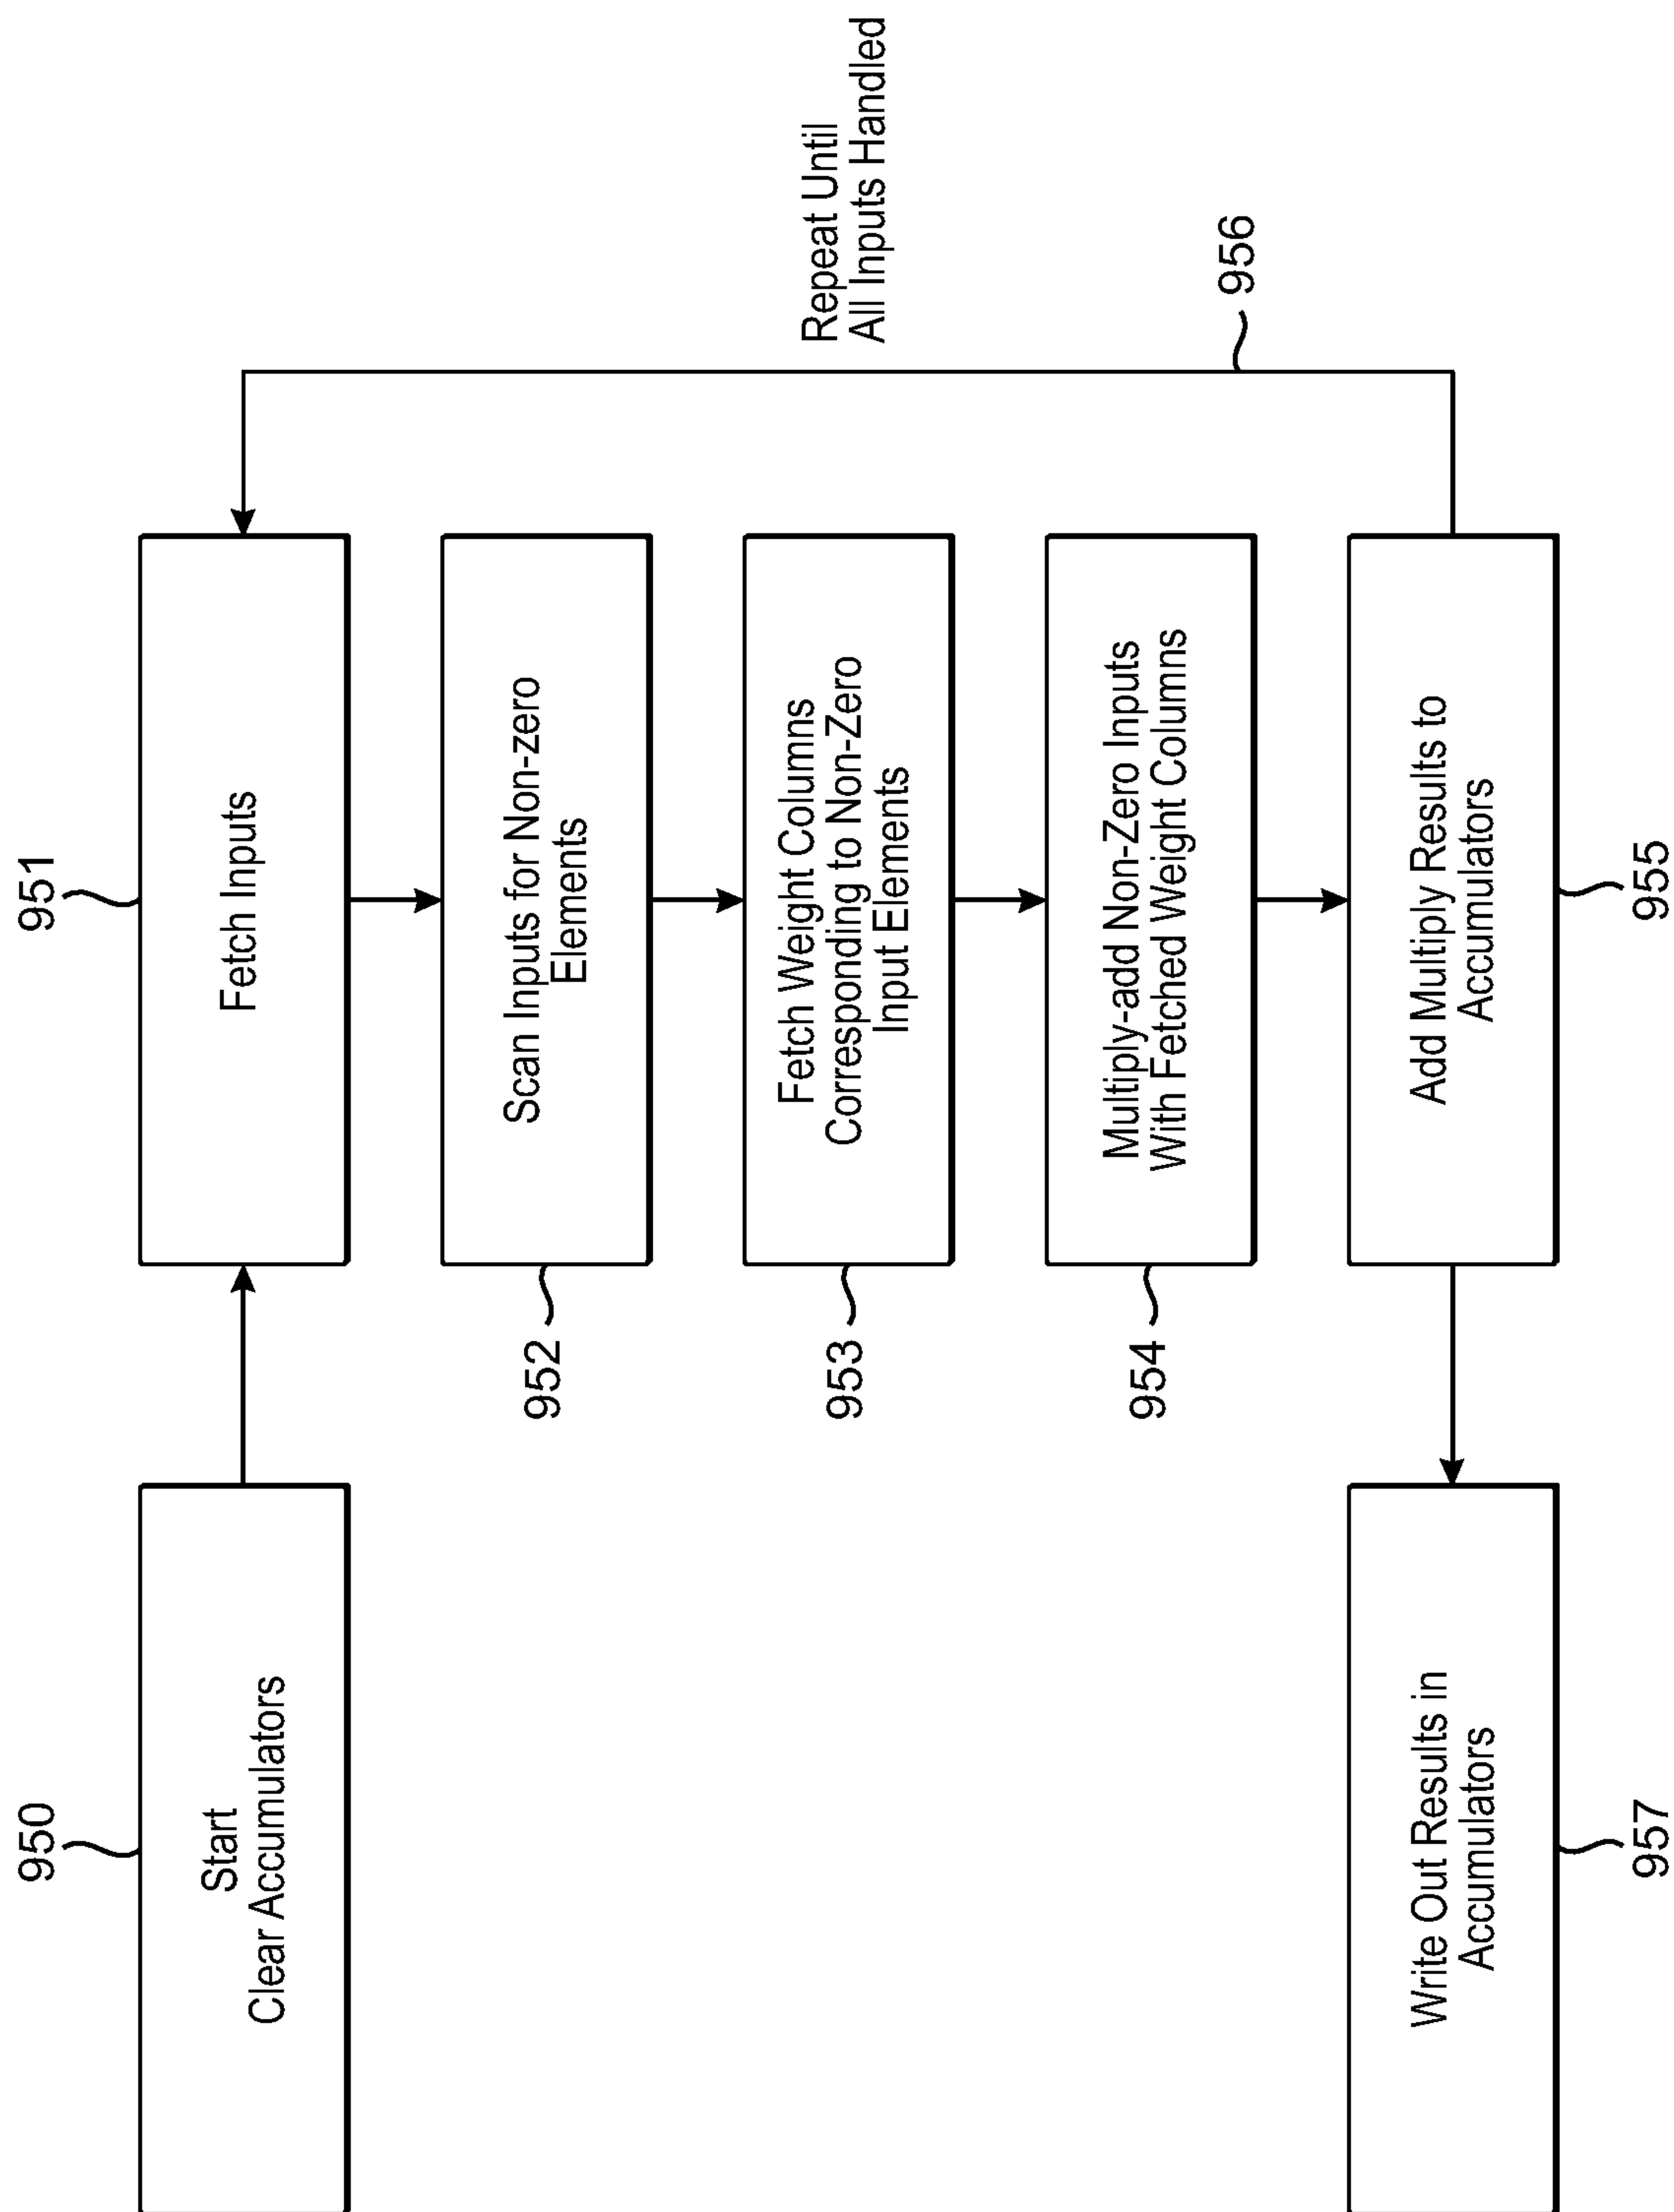 950
Start
Clear Accumulators
951
Fetch Inputs
952
Scan Inputs for Non-zero
Elements
953
Fetch Weight Columns
Corresponding to Non-Zero
Input Elements
954
Multiply-add Non-Zero Inputs
With Fetched Weight Columns
955
Add Multiply Results to
Accumulators
956
Repeat Until
All Inputs Handled
957
Write Out Results in
Accumulators